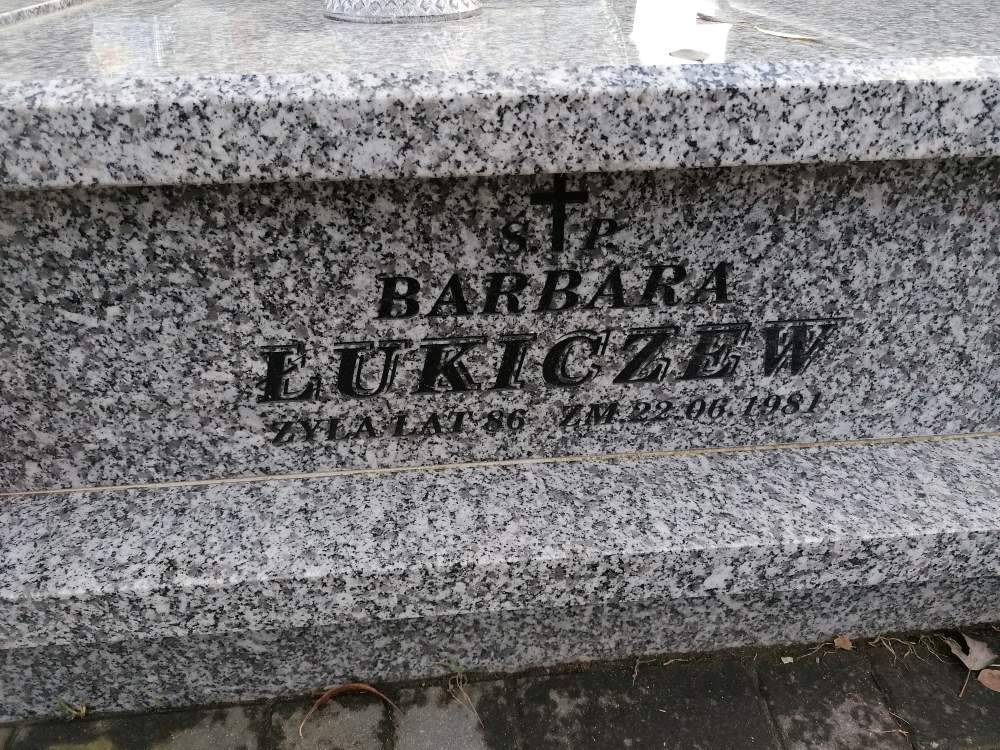 S P.
BARBARA
ŁUKICZEW
ŻYŁA LAT 86 ZM.22.06.1981